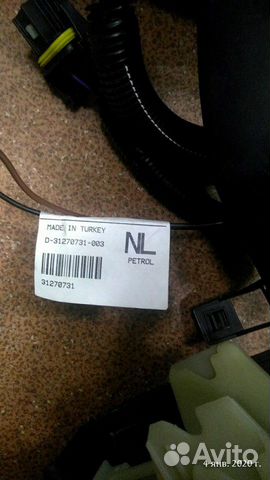 MADE IN TURKEY
D-31270731-003
NL
PETROL
31270731
4 янв. 2020 г.
Avito